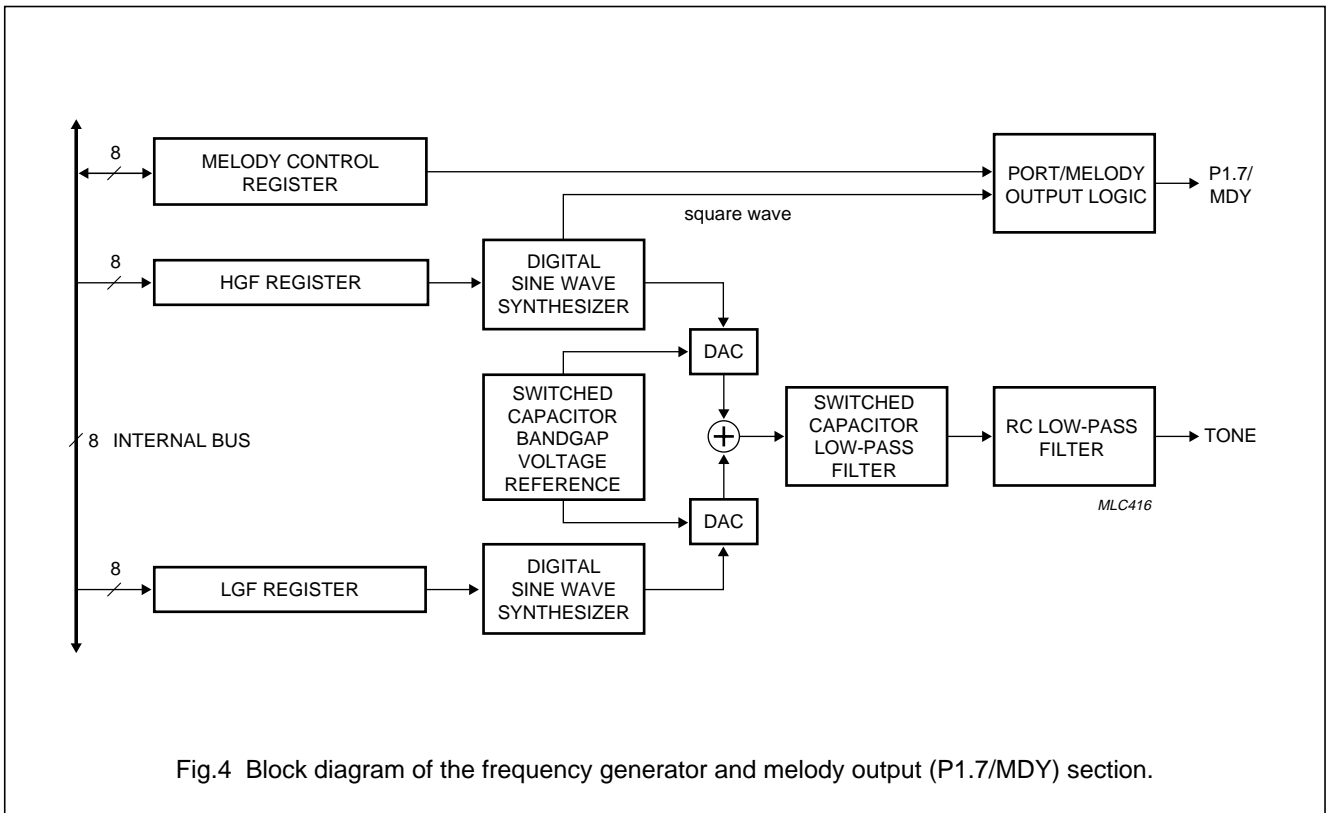 8
MELODY CONTROL
REGISTER
PORT/MELODY
OUTPUT LOGIC
P1.7/
MDY
square wave
8
HGF REGISTER
DIGITAL
SINE WAVE
SYNTHESIZER
DAC
SWITCHED
CAPACITOR
BANDGAP
VOLTAGE
REFERENCE
8 INTERNAL BUS
+
SWITCHED
CAPACITOR
LOW-PASS
FILTER
RC LOW-PASS
FILTER
TONE
MLC416
DAC
8
LGF REGISTER
DIGITAL
SINE WAVE
SYNTHESIZER
Fig.4 Block diagram of the frequency generator and melody output (P1.7/MDY) section.